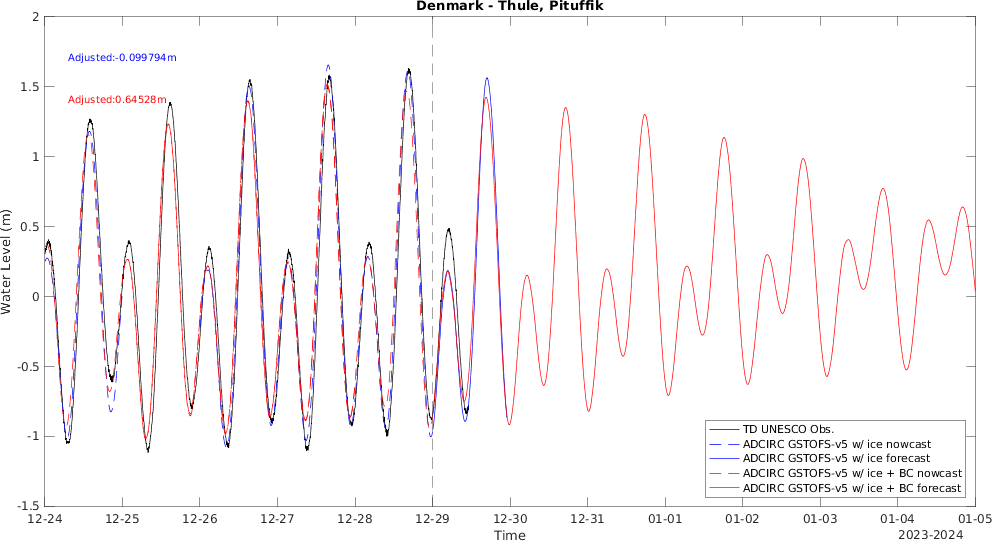 Denmark - Thule, Pituffik
Water Level (m)
2
1.5
1
0.5
0
-0.5
-1
-1.5
Adjusted:-0.099794m
Adjusted:0.64528m
TD UNESCO Obs.
ADCIRC GSTOFS-v5 w/ ice nowcast
ADCIRC GSTOFS-v5 w/ ice forecast
ADCIRC GSTOFS-v5 w/ ice + BC nowcast
ADCIRC GSTOFS-v5 w/ ice + BC forecast
12-24 12-25 12-26 12-27 12-28 12-29 12-30 12-31 01-01 01-02 01-03 01-04 01-05
Time
2023-2024